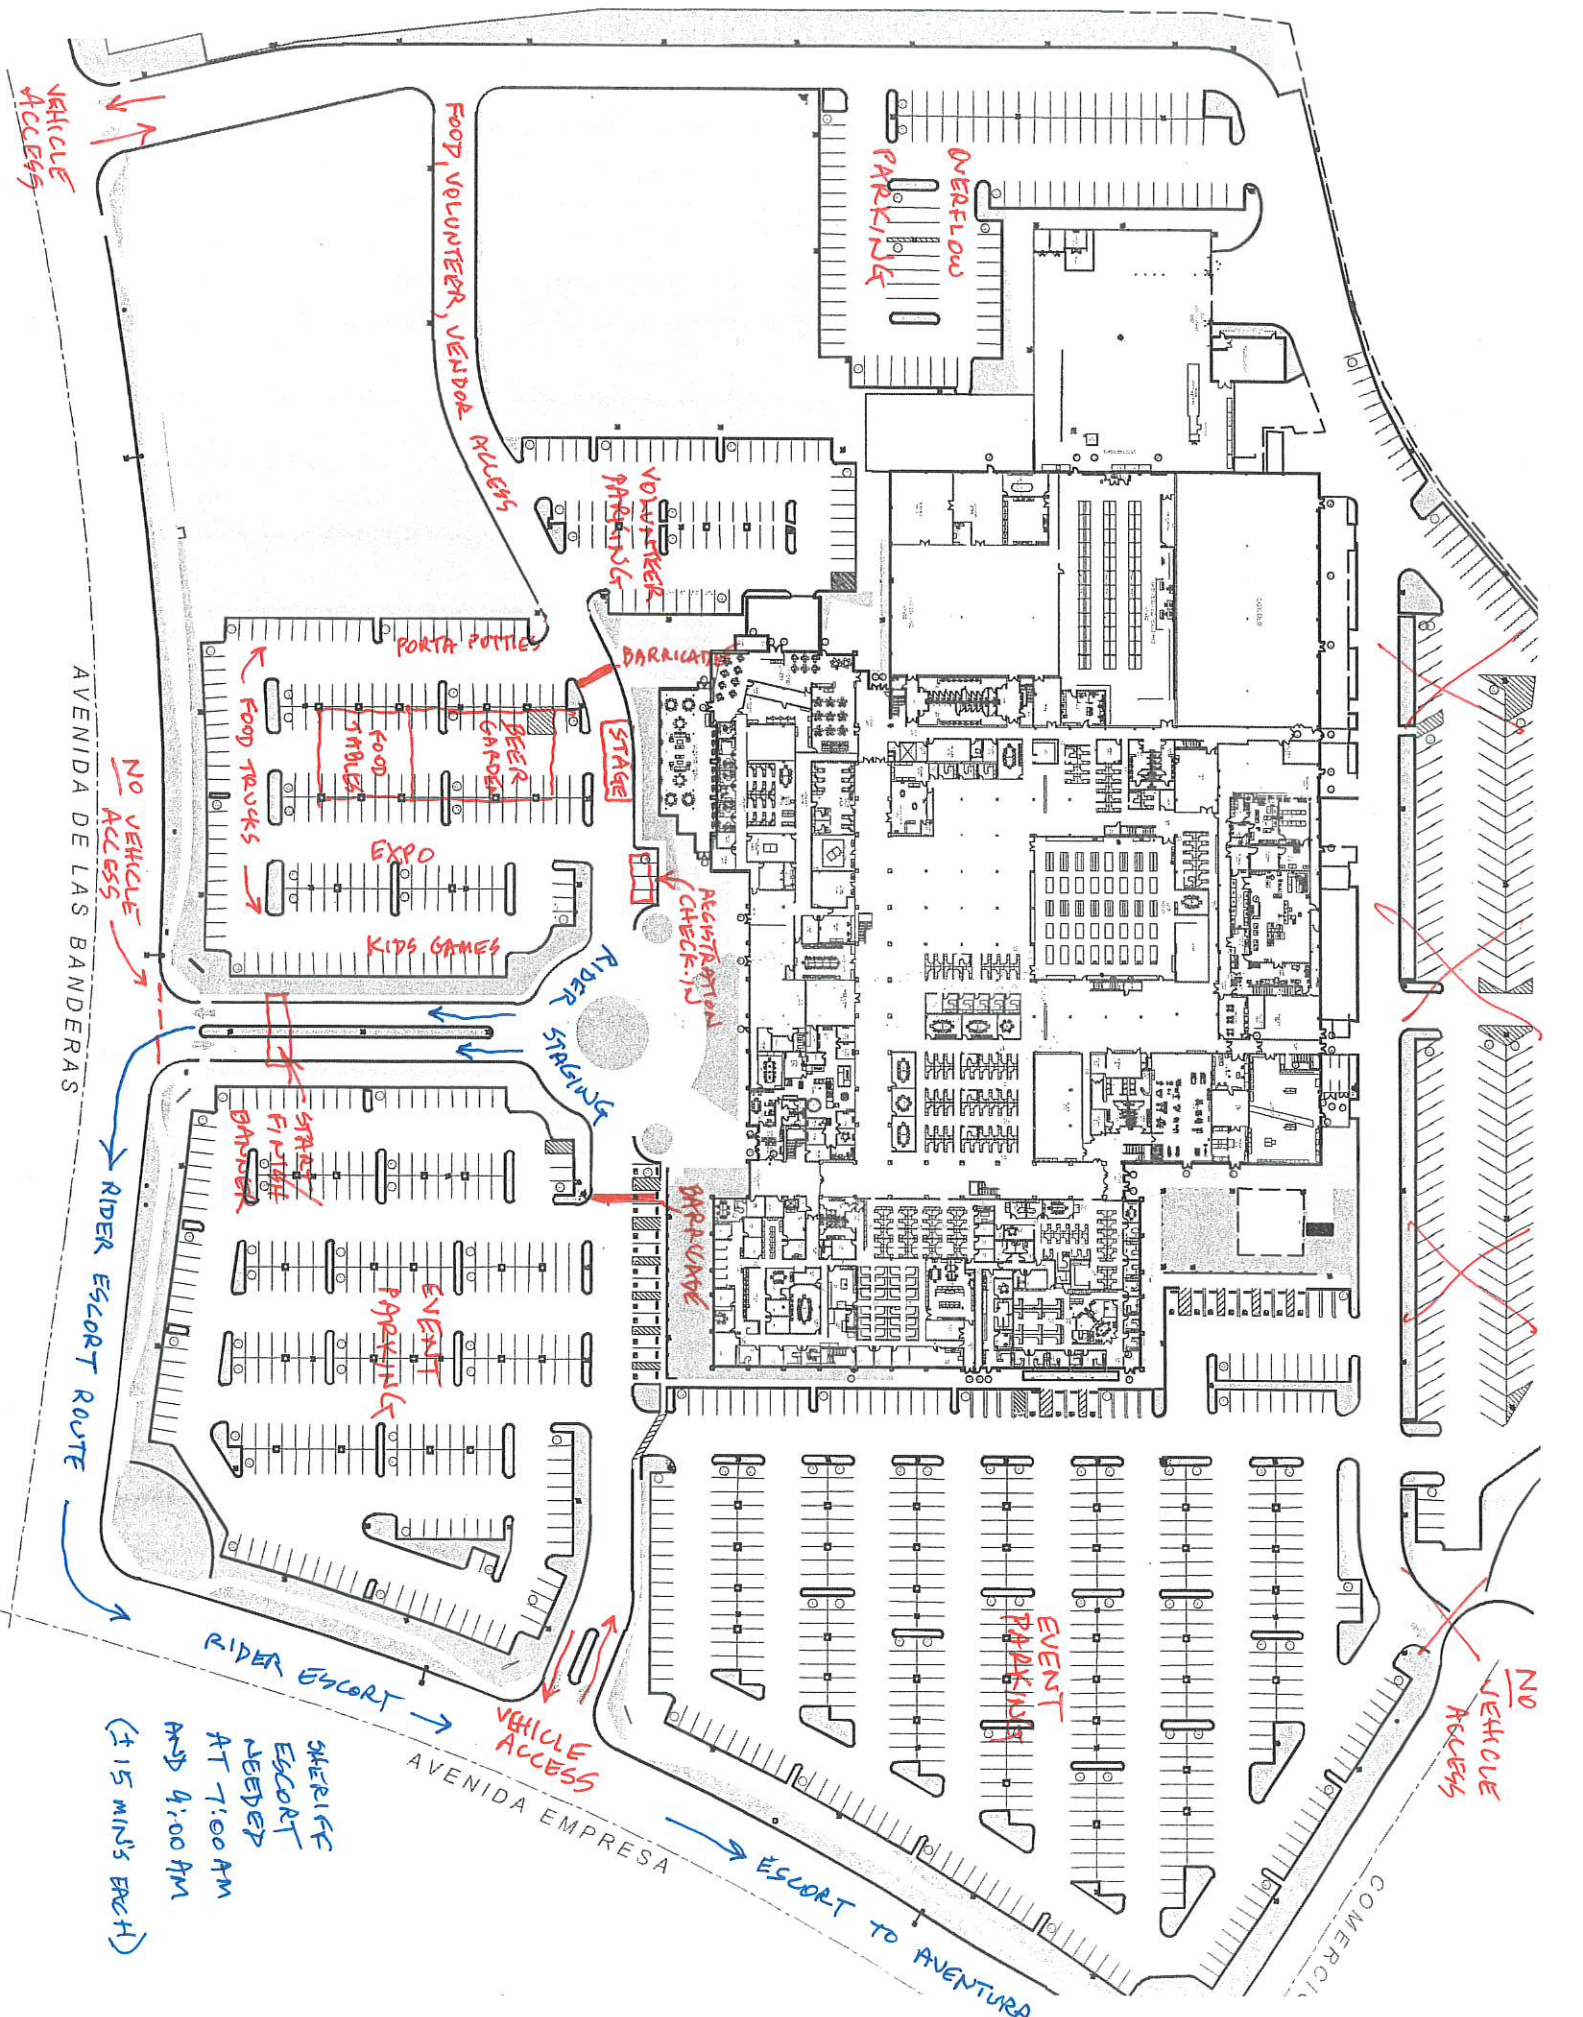 VEHICLE
ACCESS
FOOD, VOLUNTEER, VENDOR ACCESS
OVERFLOW
PARKING
VOLUNTEER
PARKING
PORTA POTTIES
BARRICADE
FOOD TRUCKS
FOOD
TABLES
BEER
GARDEN
STAGE
EXPO
KIDS GAMES
REGISTRATION
CHECK-IN
NO VEHICLE
ACCESS
AVENIDA DE LAS BANDERAS
RIDER
STAGING
START/
FINISH
BANNER
BARRICADE
EVENT
PARKING
RIDER ESCORT ROUTE
RIDER ESCORT
VEHICLE
ACCESS
AVENIDA EMPRESA
EVENT
PARKING
ESCORT TO AVENTURA
NO
VEHICLE
ACCESS
COMERCIO
SHERIFF
ESCORT
NEEDED
AT 7:00 AM
AND 9:00 AM
(± 15 MIN'S EACH)